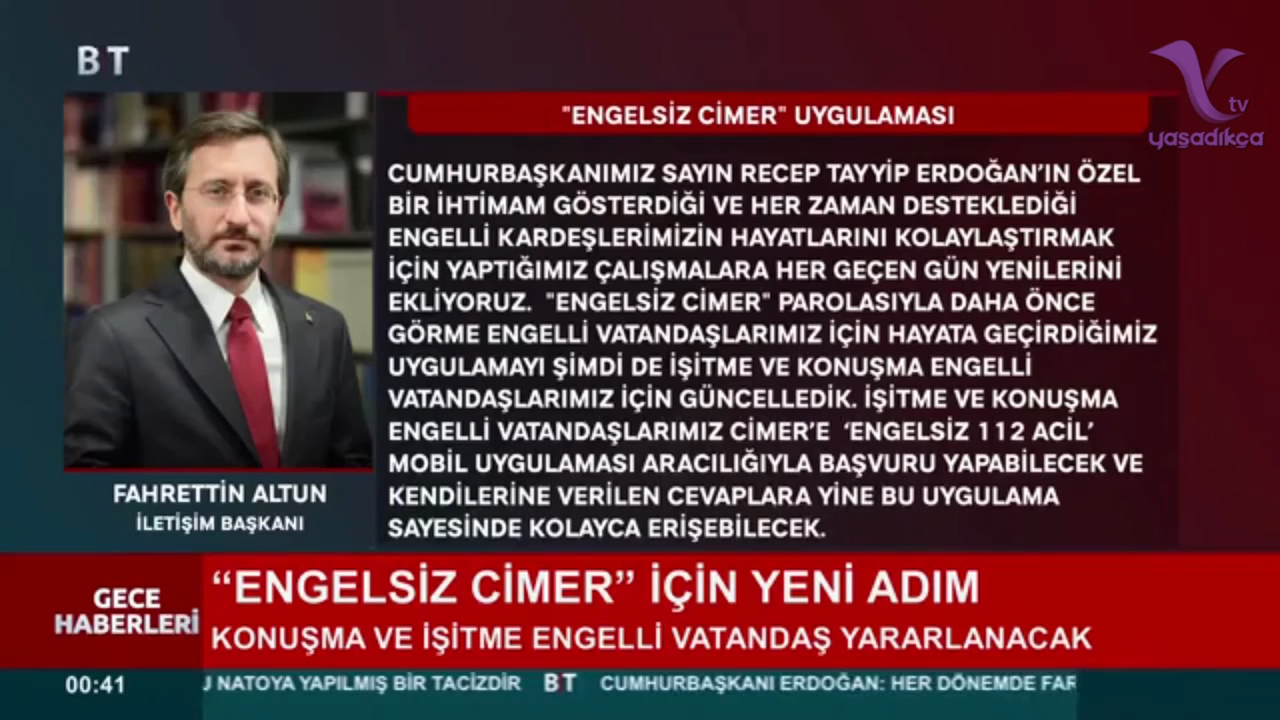 BT
tv
yaşadıkça
"ENGELSİZ CİMER" UYGULAMASI
CUMHURBAŞKANIMIZ SAYIN RECEP TAYYİP ERDOĞAN'IN ÖZEL
BİR İHTİMAM GÖSTERDİĞİ VE HER ZAMAN DESTEKLEDİĞİ
ENGELLİ KARDEŞLERİMİZİN HAYATLARINI KOLAYLAŞTIRMAK
İÇİN YAPTIĞIMIZ ÇALIŞMALARA HER GEÇEN GÜN YENİLERİNİ
EKLİYORUZ. "ENGELSİZ CİMER" PAROLASIYLA DAHA ÖNCE
GÖRME ENGELLİ VATANDAŞLARIMIZ İÇİN HAYATA GEÇİRDİĞİMİZ
UYGULAMAYI ŞİMDİ DE İŞİTME VE KONUŞMA ENGELLİ
VATANDAŞLARIMIZ İÇİN GÜNCELLEDİK. İŞİTME VE KONUŞMA
ENGELLİ VATANDAŞLARIMIZ CİMER'E 'ENGELSİZ 112 ACİL'
MOBİL UYGULAMASI ARACILIĞIYLA BAŞVURU YAPABİLECEK VE
KENDİLERİNE VERİLEN CEVAPLARA YİNE BU UYGULAMA
SAYESİNDE KOLAYCA ERİŞEBİLECEK.
FAHRETTİN ALTUN
İLETİŞİM BAŞKANI
GECE
HABERLERİ
“ENGELSİZ CİMER” İÇİN YENİ ADIM
KONUŞMA VE İŞİTME ENGELLİ VATANDAŞ YARARLANACAK
00:41
NATOYA YAPILMIŞ BİR TACİZDİR BT CUMHURBAŞKANI ERDOĞAN: HER DÖNEMDE